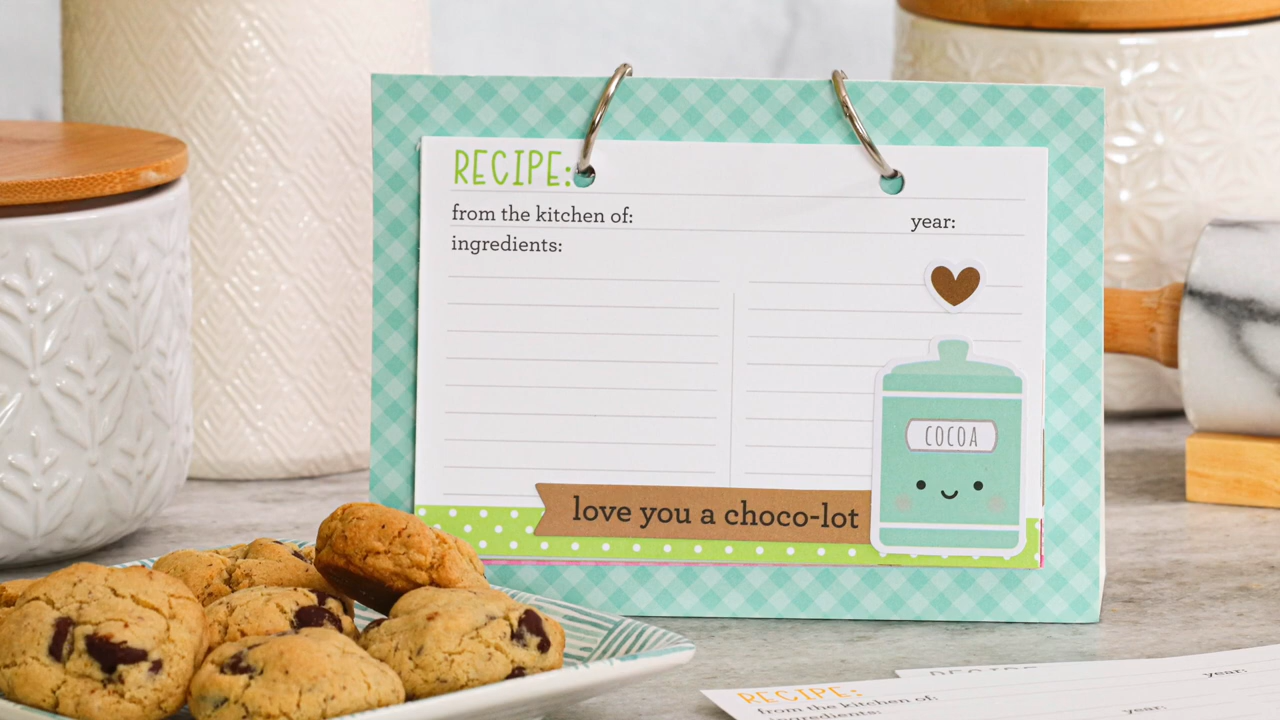 RECIPE:
from the kitchen of: year:
ingredients:
COCOA
love you a choco-lot
RECIPE:
from the kitchen of: year:
ingredients:
year: